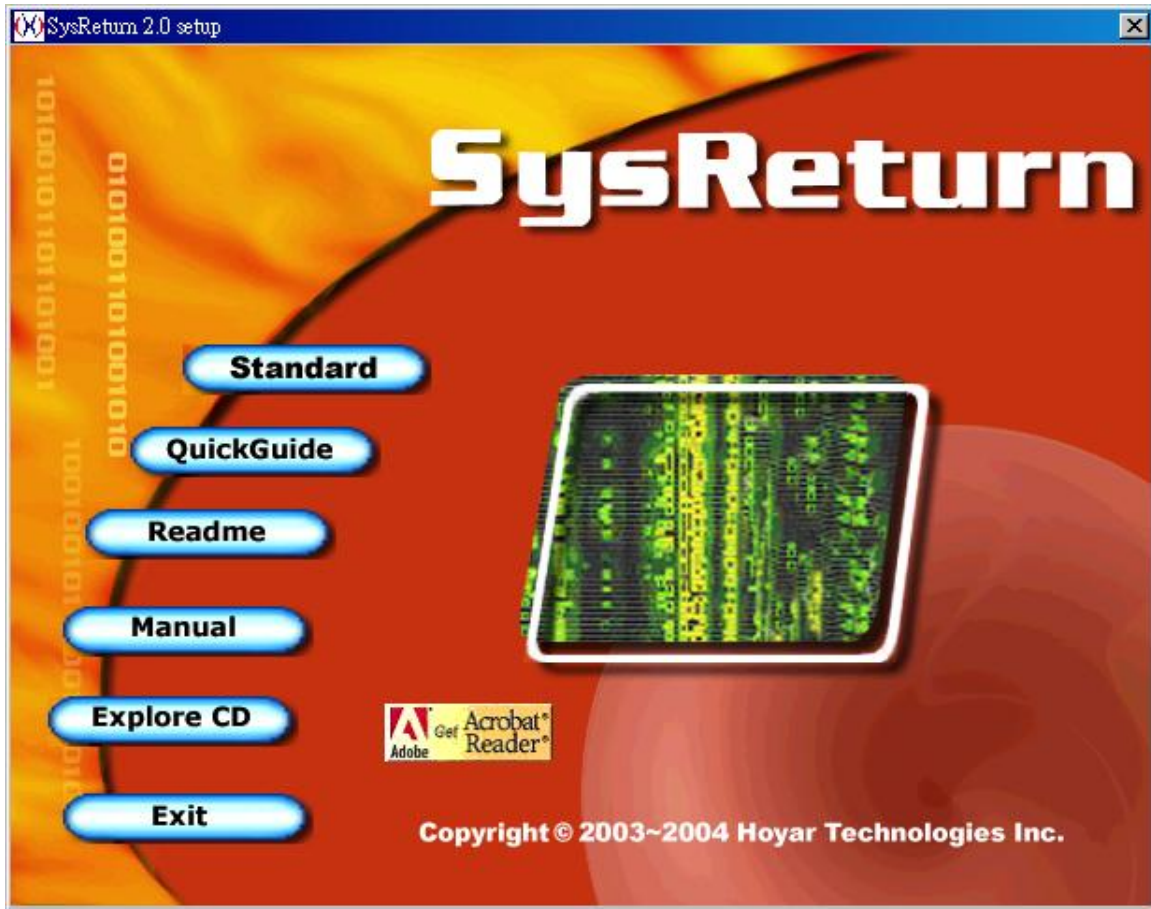 SysReturn 2.0 setup
SysReturn
Standard
QuickGuide
Readme
Manual
Explore CD
Exit
Adobe
Get Acrobat®
Reader®
Copyright © 2003~2004 Hoyar Technologies Inc.